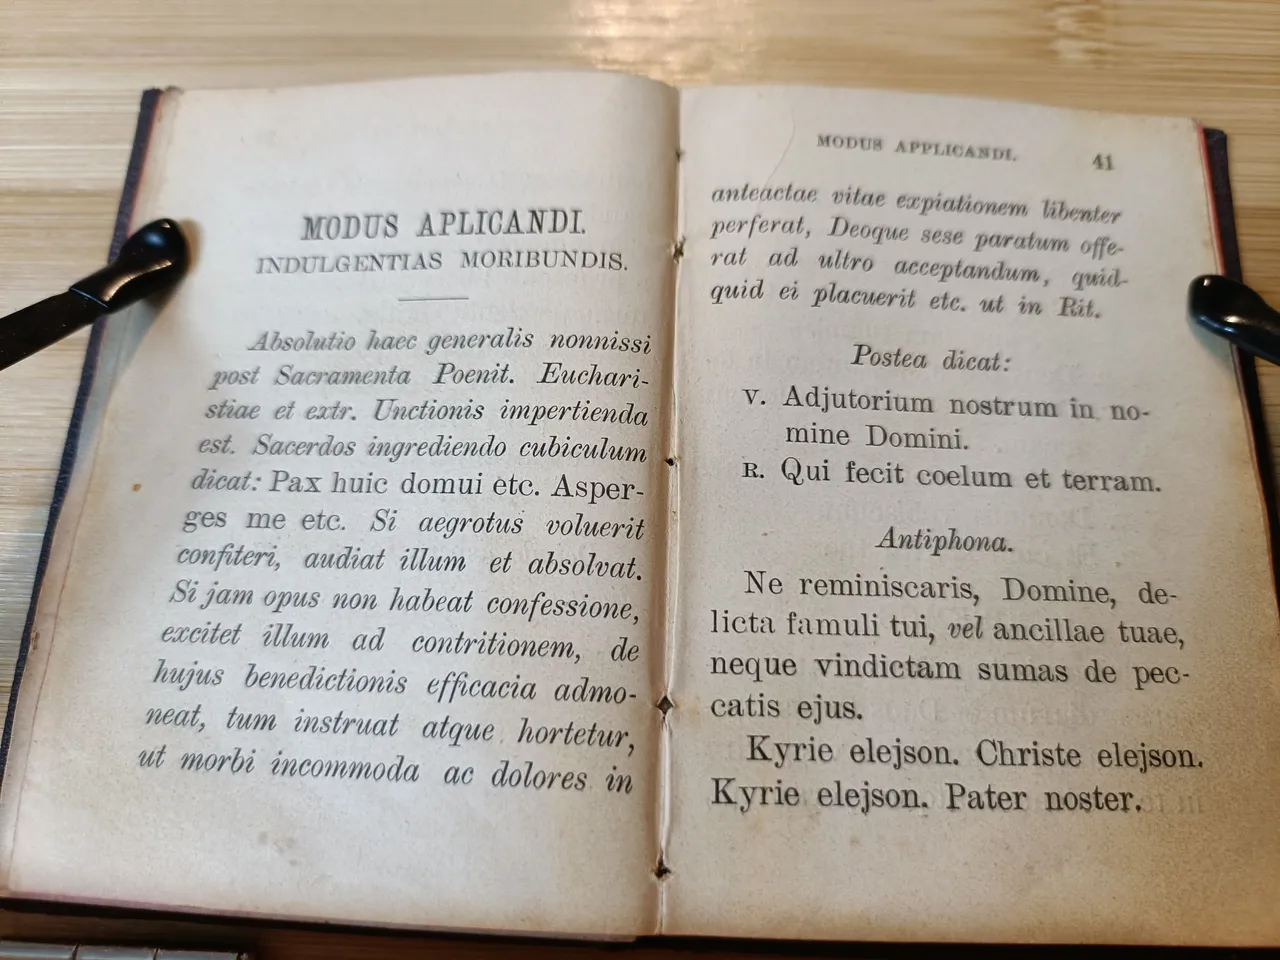 MODUS APLICANDI.
INDULGENTIAS MORIBUNDIS.
Absolutio haec generalis nonnissi
post Sacramenta Poenit. Euchari-
stiae et extr. Unctionis impertienda
est. Sacerdos ingrediendo cubiculum
dicat: Pax huic domui etc. Asper-
ges me etc. Si aegrotus voluerit
confiteri, audiat illum et absolvat.
Si jam opus non habeat confessione,
excitet illum ad contritionem, de
hujus benedictionis efficacia admo-
neat, tum instruat atque hortetur,
ut morbi incommoda ac dolores in
MODUS APPLICANDI. 41
anteactae vitae expiationem libenter
perferat, Deoque sese paratum offe-
rat ad ultro acceptandum, quid-
quid ei placuerit etc. ut in Rit.
Postea dicat:
V. Adjutorium nostrum in no-
mine Domini.
R. Qui fecit coelum et terram.
Antiphona.
Ne reminiscaris, Domine, de-
licta famuli tui, vel ancillae tuae,
neque vindictam sumas de pec-
catis ejus.
Kyrie elejson. Christe elejson.
Kyrie elejson. Pater noster.